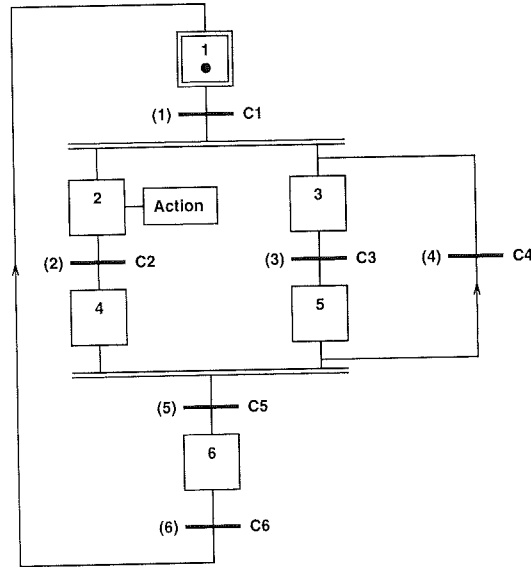 1
(1) C1
2 Action 3
(2) C2 (3) C3 (4) C4
4 5
(5) C5
6
(6) C6